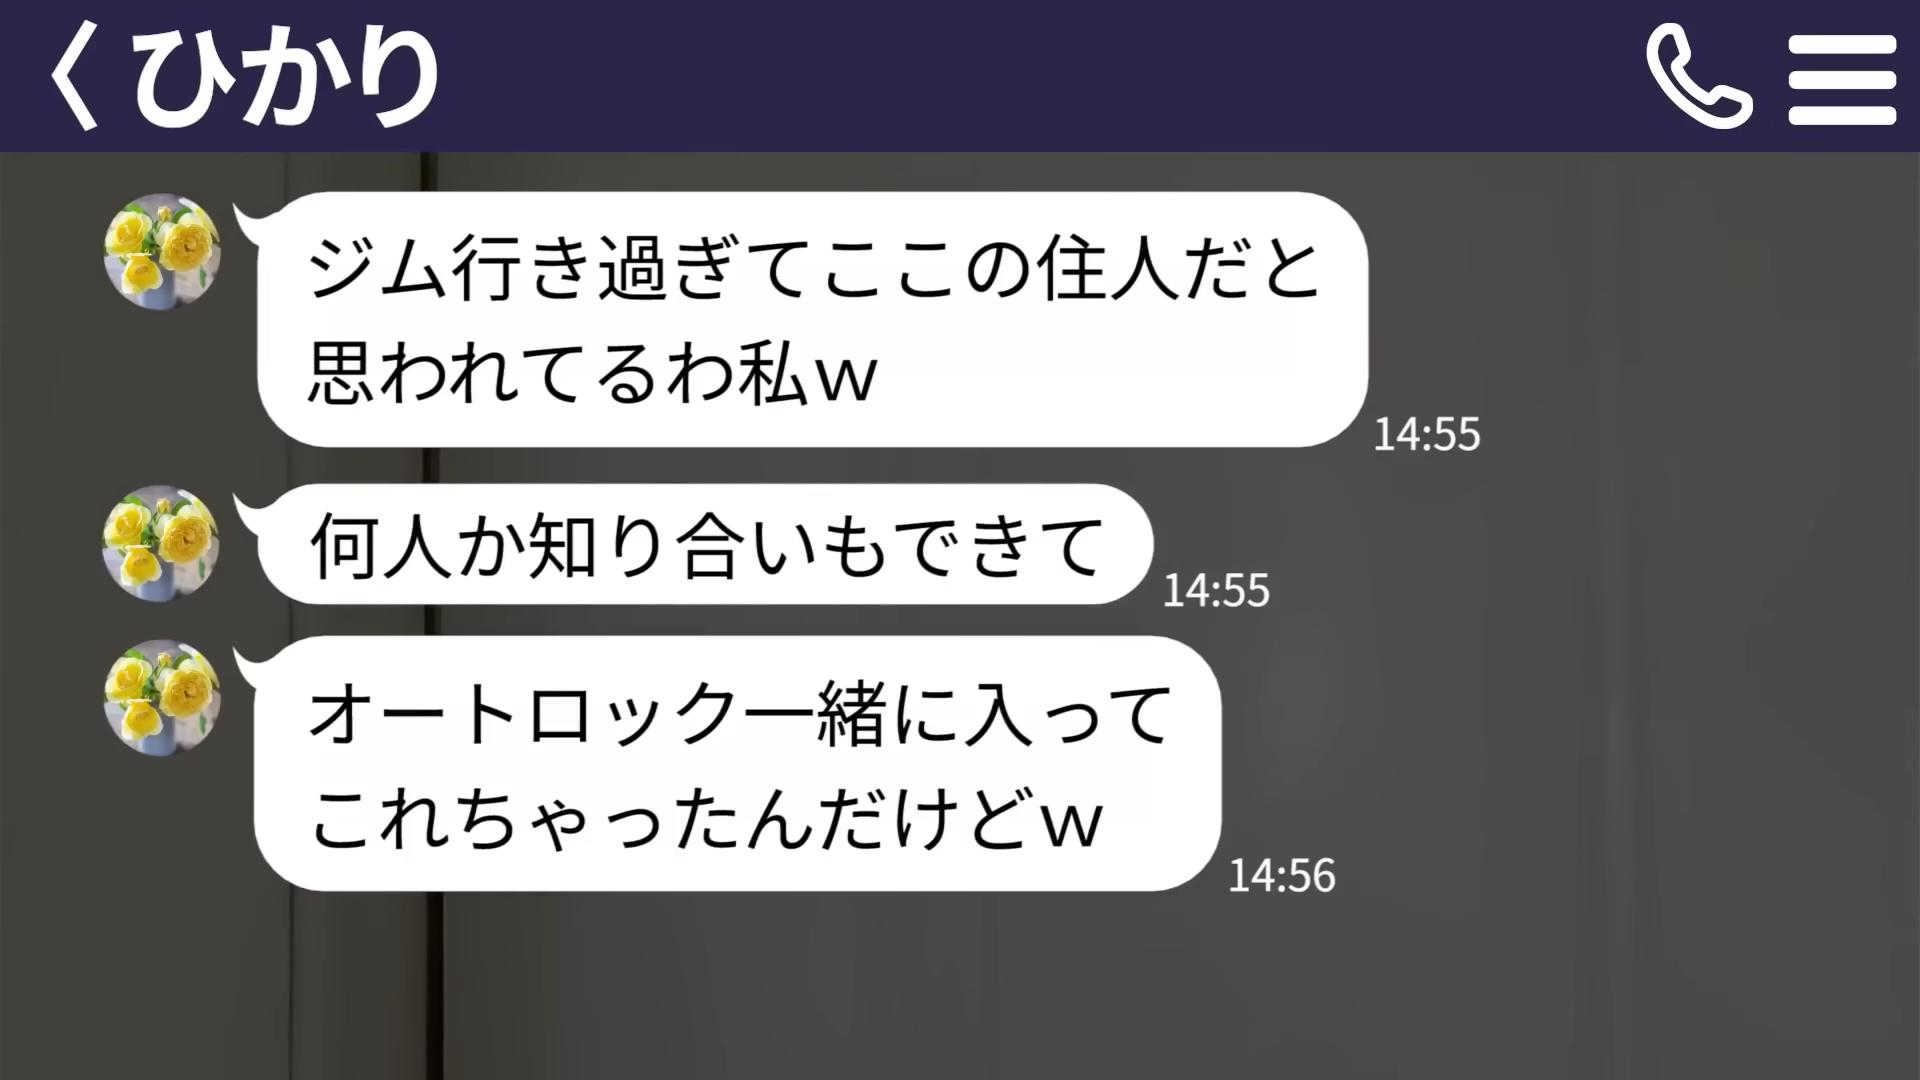 ひかり
ジム行き過ぎてここの住人だと
思われてるわ私w
14:55
何人か知り合いもできて
14:55
オートロック一緒に入って
これちゃったんだけどw
14:56